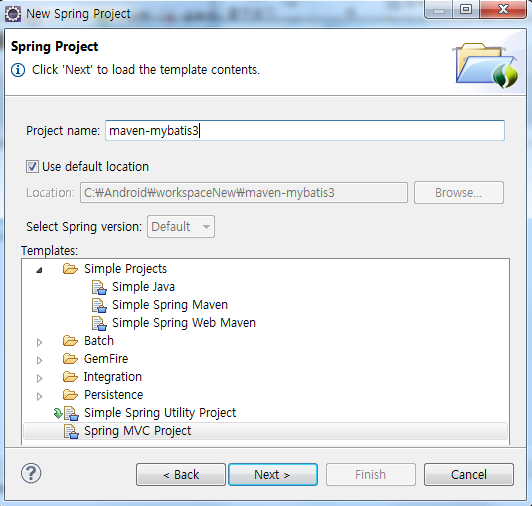 New Spring Project
Spring Project
Click 'Next' to load the template contents.
Project name: maven-mybatis3
Use default location
Location: C:₩Android₩workspaceNew₩maven-mybatis3 Browse...
Select Spring version: Default
Templates:
Simple Projects
Simple Java
Simple Spring Maven
Simple Spring Web Maven
Batch
GemFire
Integration
Persistence
Simple Spring Utility Project
Spring MVC Project
? < Back Next > Finish Cancel